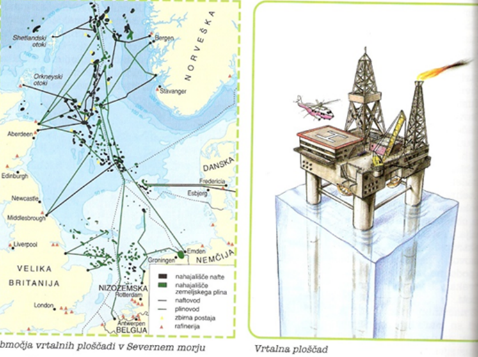 Shetlandski
otoki
Bergen
NORVEŠKA
Stavanger
Orkneyski
otoki
Aberdeen
Edinburgh
Newcastle
Middlesbrough
DANSKA
Fredericia
Esbjerg
Liverpool
VELIKA
BRITANIJA
London
Groningen
Emden
NEMČIJA
NIZOZEMSKA
Rotterdam
Antwerpen
BELGIJA
nahajališče nafte
nahajališče
zemeljskega plina
naftovod
plinovod
zbirna postaja
rafinerija
bmočja vrtalnih ploščadi v Severnem morju
Vrtalna ploščad